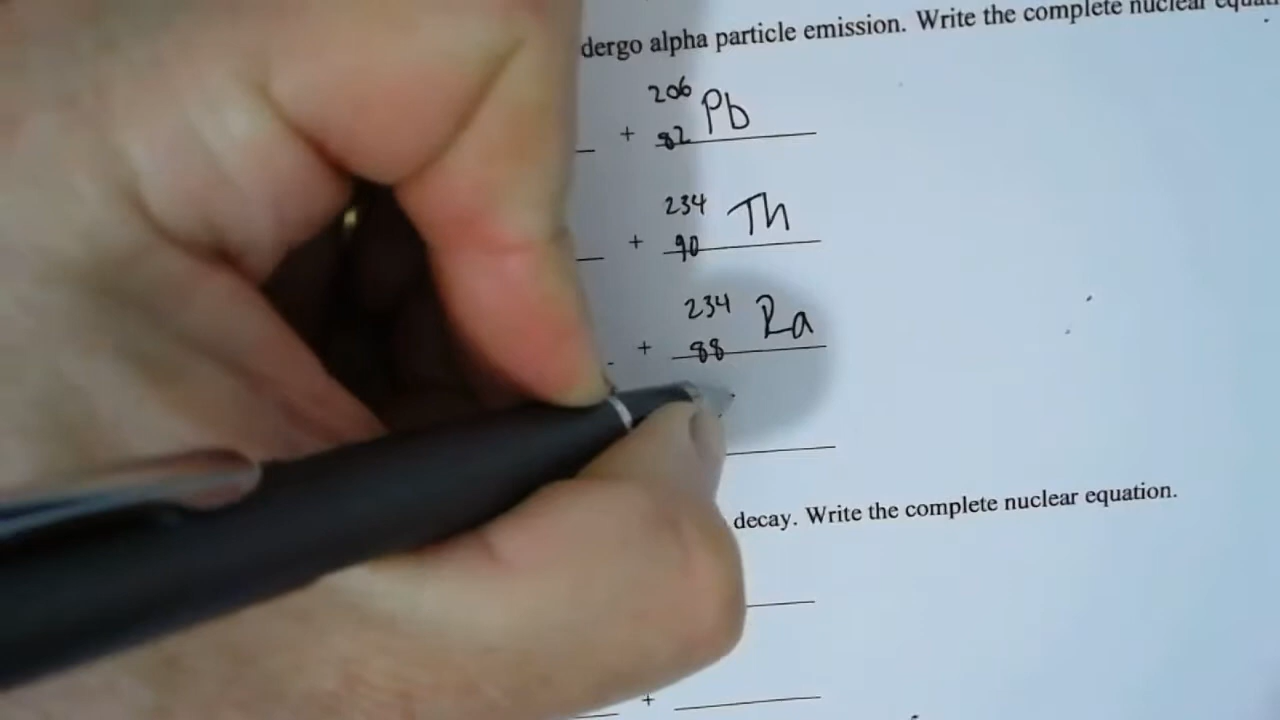 dergo alpha particle emission. Write the complete nuclear equati
+ 206 82 Pb
+ 234 90 Th
+ 234 88 Ra
decay. Write the complete nuclear equation.
+